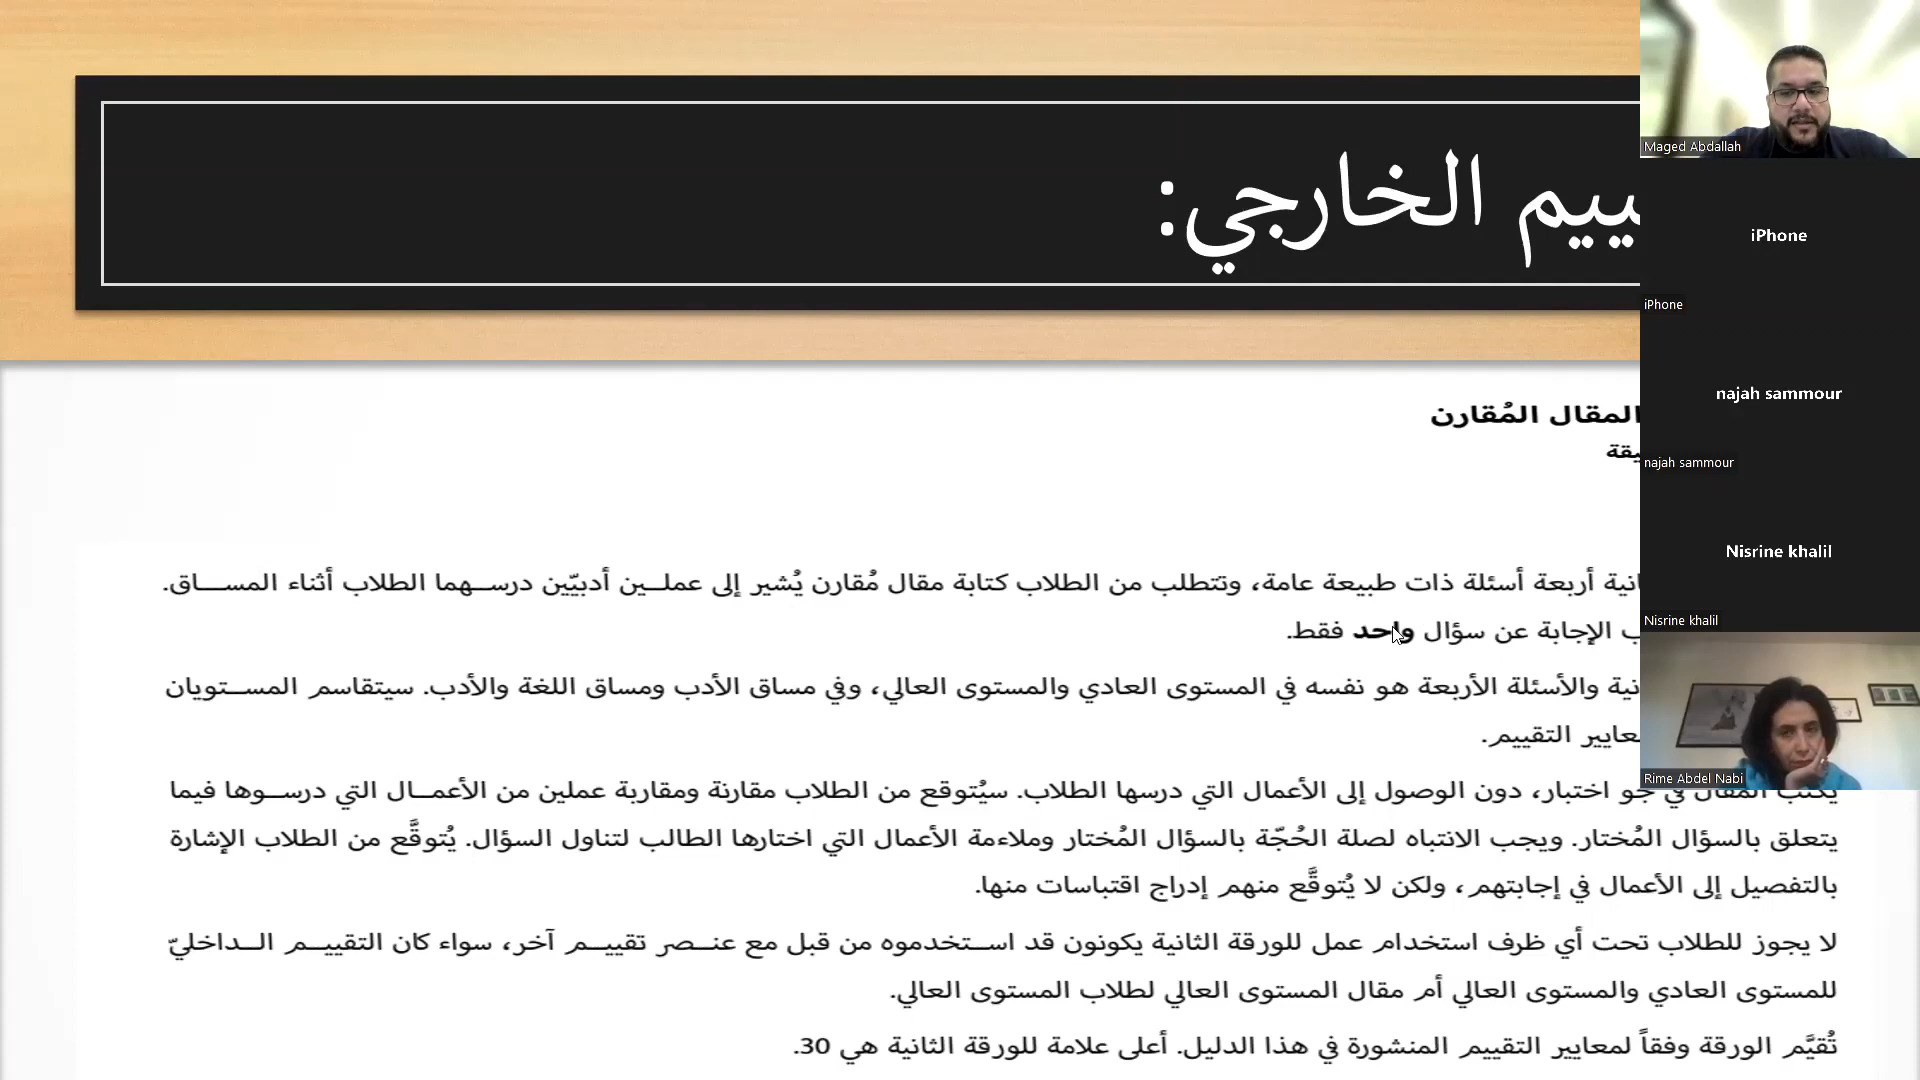 الخارجي:
المقال المُقارن
أربعة أسئلة ذات طبيعة عامة، وتتطلب من الطلاب كتابة مقال مُقارن يُشير إلى عملين أدبيّين درسهما الطلاب أثناء المساق.
الإجابة عن سؤال واحد فقط.
والأسئلة الأربعة هو نفسه في المستوى العادي والمستوى العالي، وفي مساق الأدب ومساق اللغة والأدب. سيتقاسم المستويان
التقييم.
يكتب المقال في جو اختبار، دون الوصول إلى الأعمال التي درسها الطلاب. سيُتوقع من الطلاب مقارنة ومقاربة عملين من الأعمال التي درسوها فيما
يتعلق بالسؤال المُختار. ويجب الانتباه لصلة الحُجّة بالسؤال المُختار وملاءمة الأعمال التي اختارها الطالب لتناول السؤال. يُتوقَّع من الطلاب الإشارة
بالتفصيل إلى الأعمال في إجابتهم، ولكن لا يُتوقَّع منهم إدراج اقتباسات منها.
لا يجوز للطلاب تحت أي ظرف استخدام عمل للورقة الثانية يكونون قد استخدموه من قبل مع عنصر تقييم آخر، سواء كان التقييم الداخليّ
للمستوى العادي والمستوى العالي أم مقال المستوى العالي لطلاب المستوى العالي.
تُقيَّم الورقة وفقاً لمعايير التقييم المنشورة في هذا الدليل. أعلى علامة للورقة الثانية هي 30.
Maged Abdallah
iPhone
iPhone
najah sammour
najah sammour
Nisrine khalil
Nisrine khalil
Rime Abdel Nabi